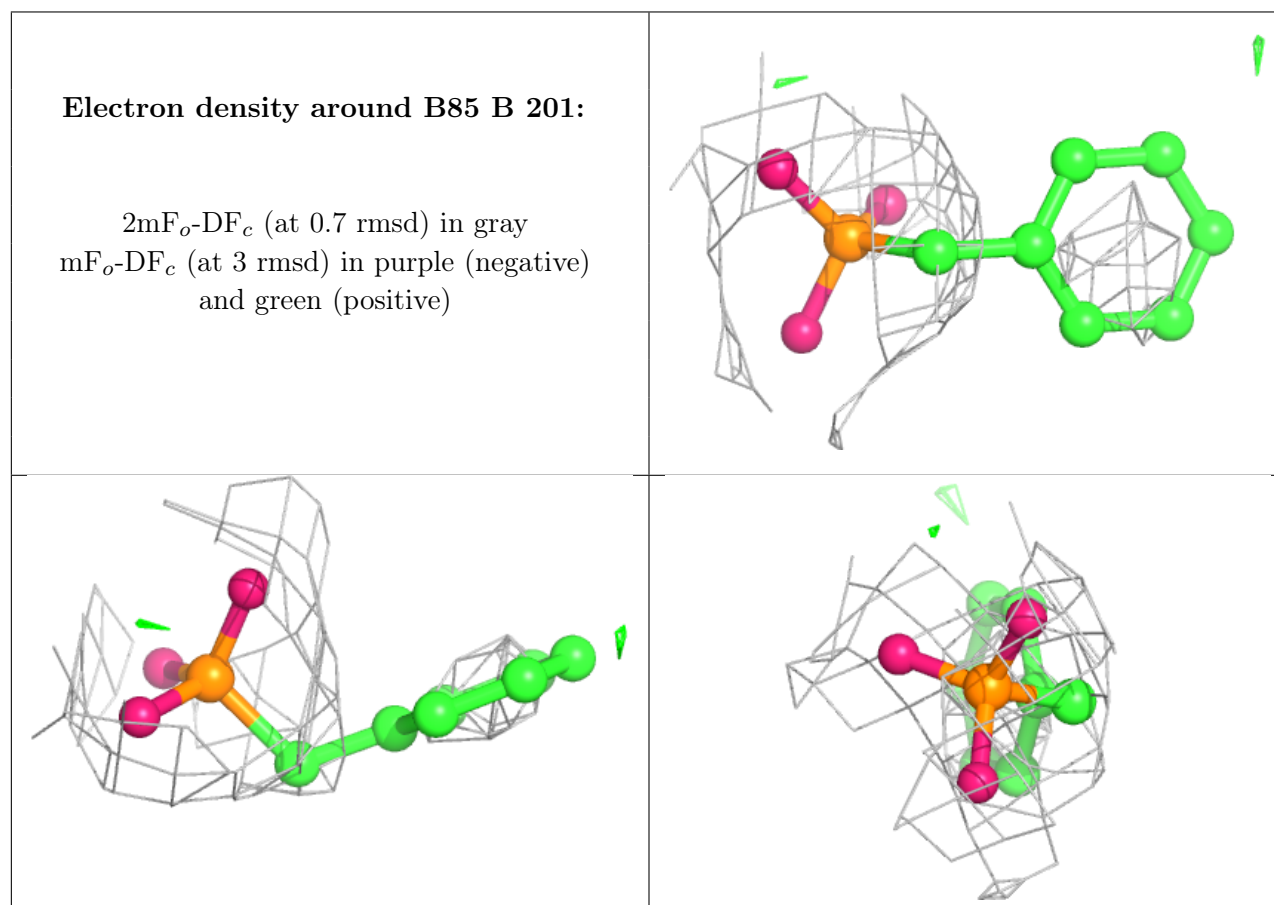 Electron density around B85 B 201:
2mFₒ-DF𝒸 (at 0.7 rmsd) in gray
mFₒ-DF𝒸 (at 3 rmsd) in purple (negative)
and green (positive)